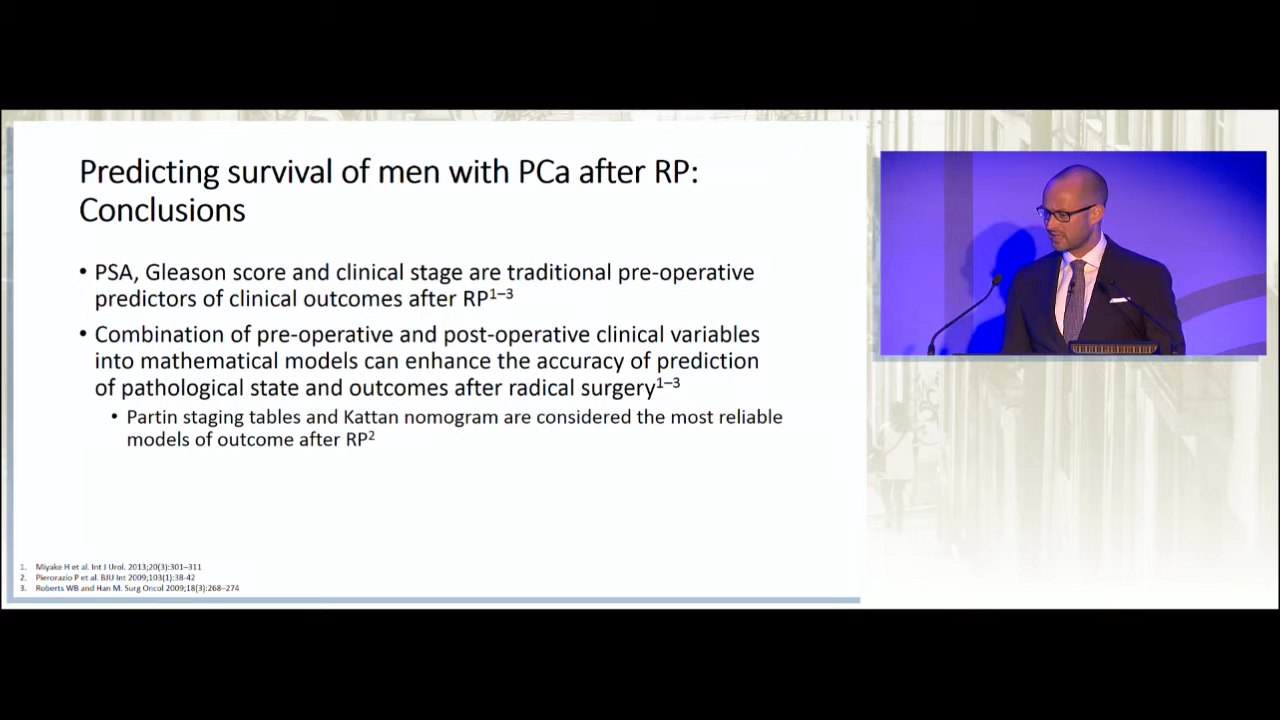 Predicting survival of men with PCa after RP:
Conclusions
• PSA, Gleason score and clinical stage are traditional pre-operative
predictors of clinical outcomes after RP1–3
• Combination of pre-operative and post-operative clinical variables
into mathematical models can enhance the accuracy of prediction
of pathological state and outcomes after radical surgery1–3
• Partin staging tables and Kattan nomogram are considered the most reliable
models of outcome after RP2
1. Miyake H et al. Int J Urol. 2013;20(3):301–311
2. Pierorazio P et al. BJU Int 2009;103(1):38-42
3. Roberts WB and Han M. Surg Oncol 2009;18(3):268–274